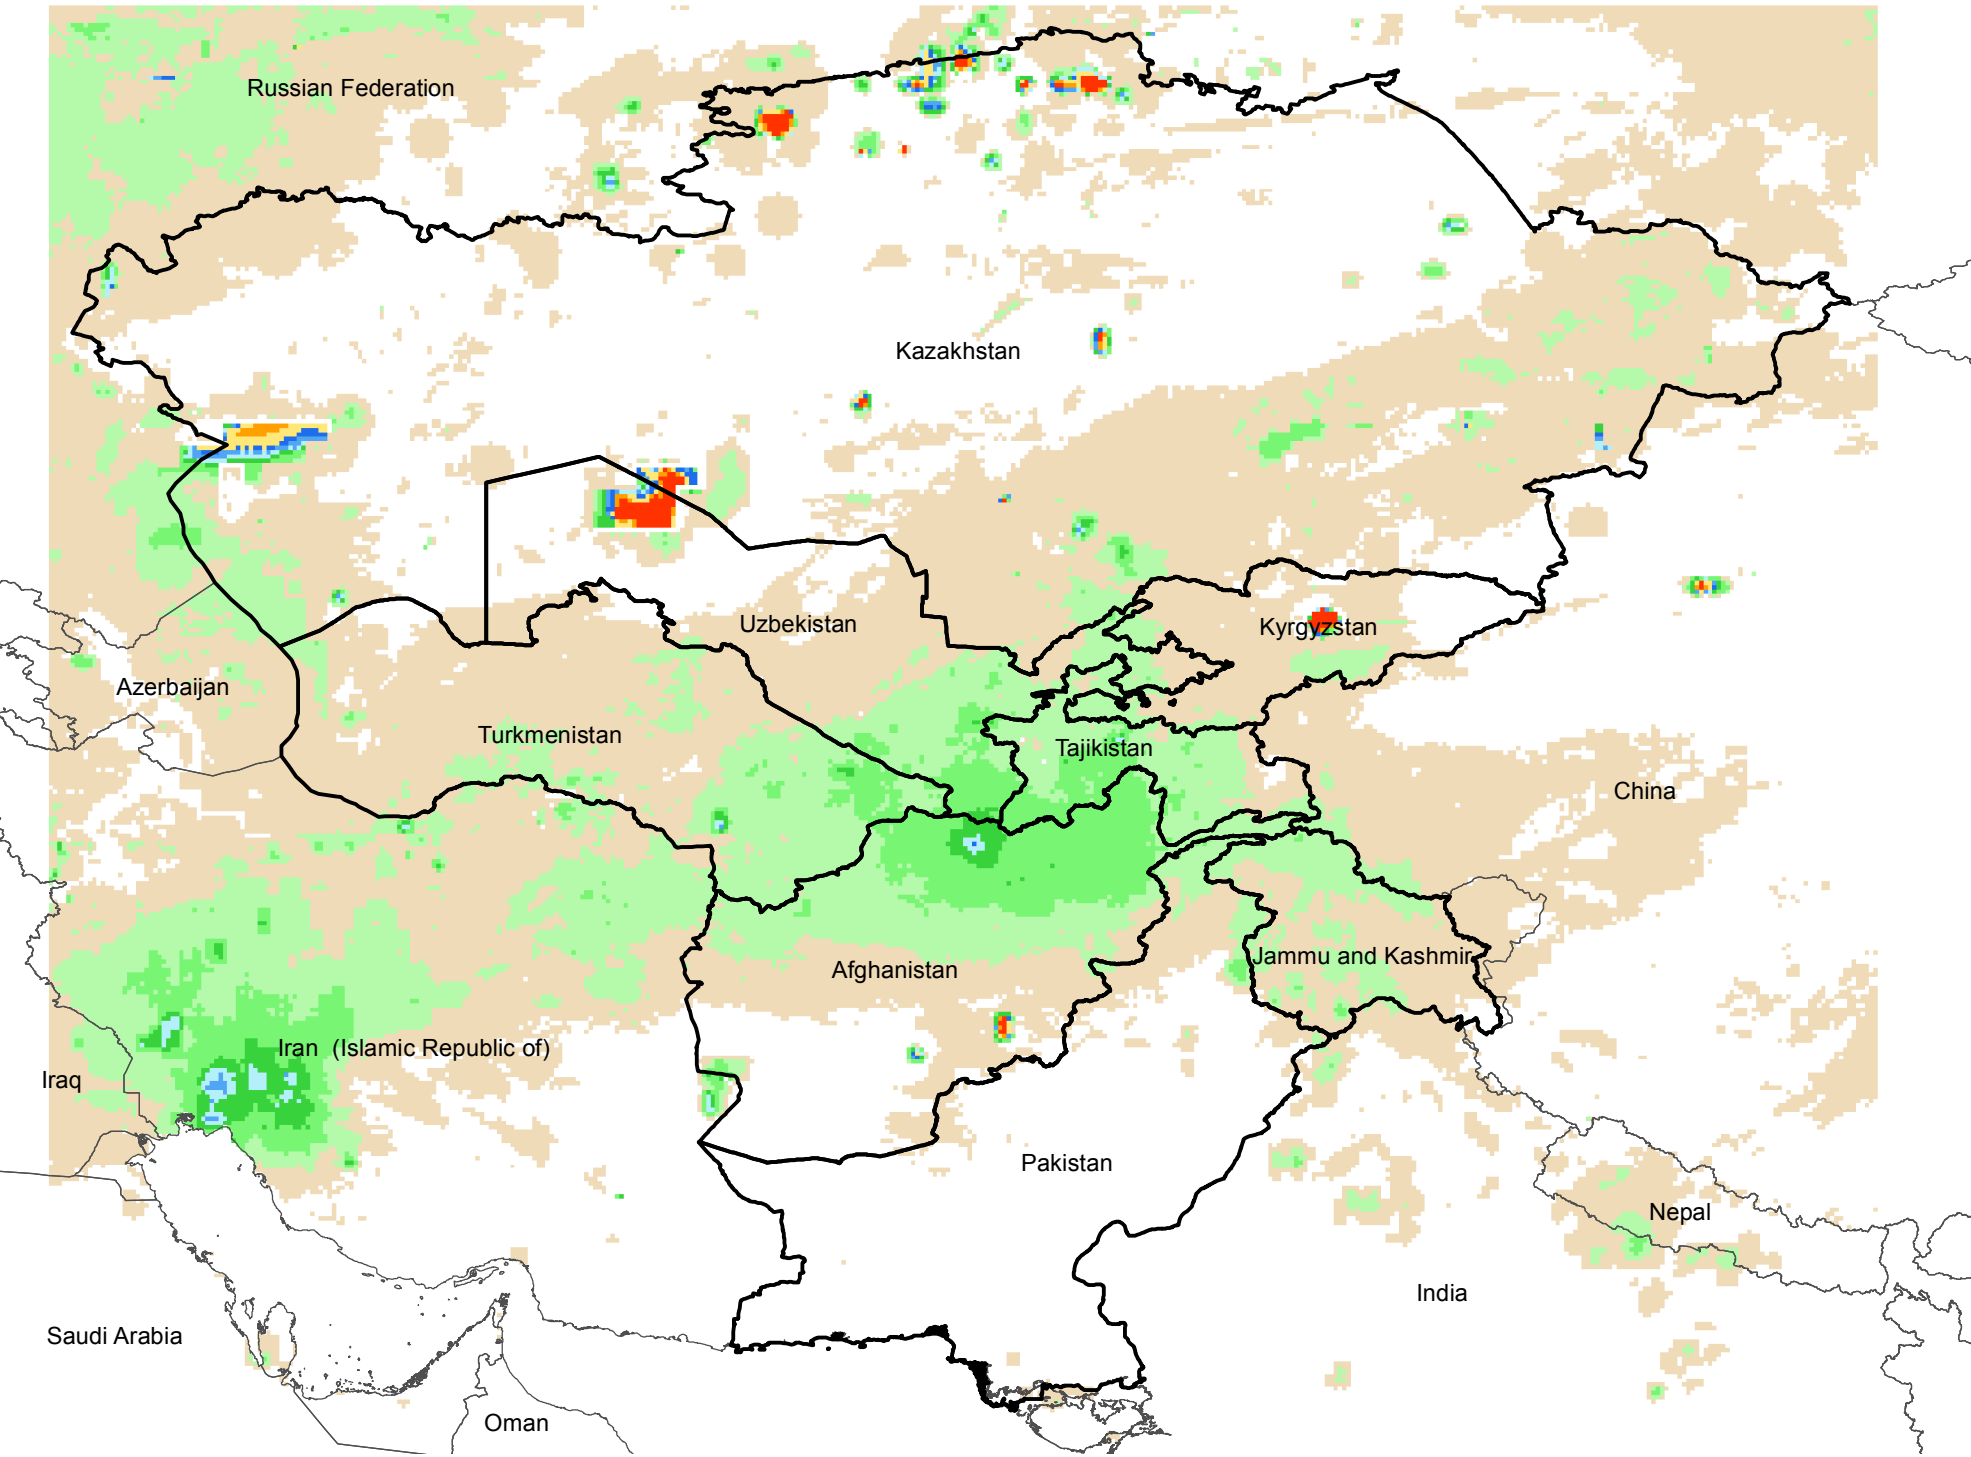 Russian Federation
Kazakhstan
Uzbekistan
Kyrgyzstan
Azerbaijan
Turkmenistan
Tajikistan
China
Afghanistan
Jammu and Kashmir
Iran (Islamic Republic of)
Iraq
Pakistan
Nepal
India
Saudi Arabia
Oman